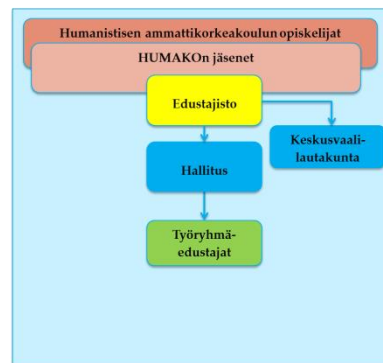 Humanistisen ammattikorkeakoulun opiskelijat
HUMAKOn jäsenet
Edustajisto
Keskusvaali-
lautakunta
Hallitus
Työryhmä-
edustajat